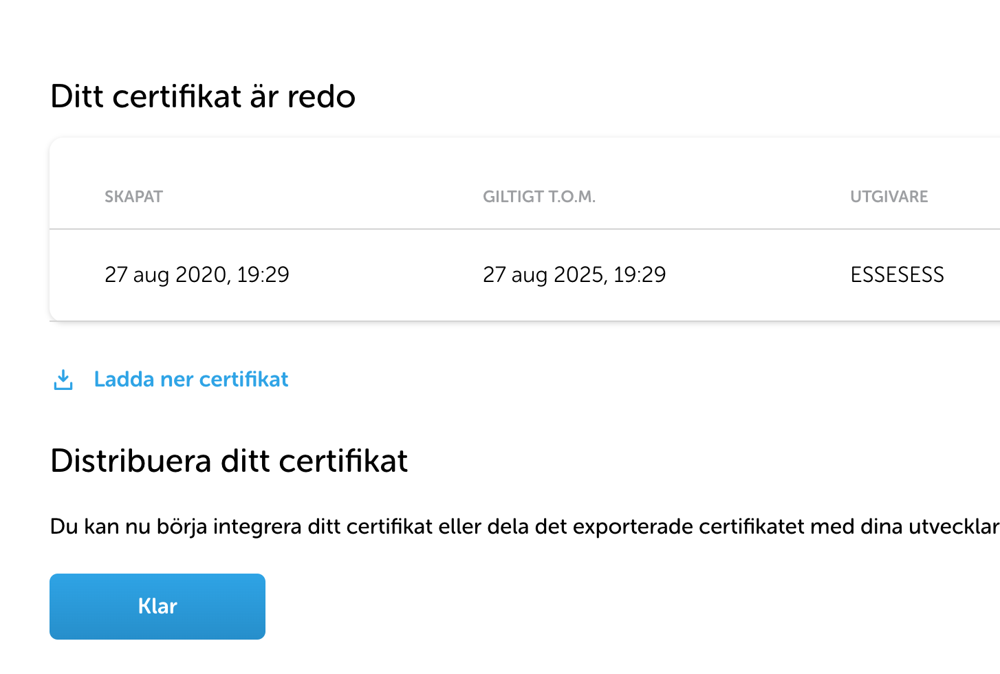 Ditt certifikat är redo
SKAPAT GILTIGT T.O.M. UTGIVARE
27 aug 2020, 19:29 27 aug 2025, 19:29 ESSESESS
Ladda ner certifikat
Distribuera ditt certifikat
Du kan nu börja integrera ditt certifikat eller dela det exporterade certifikatet med dina utvecklar
Klar